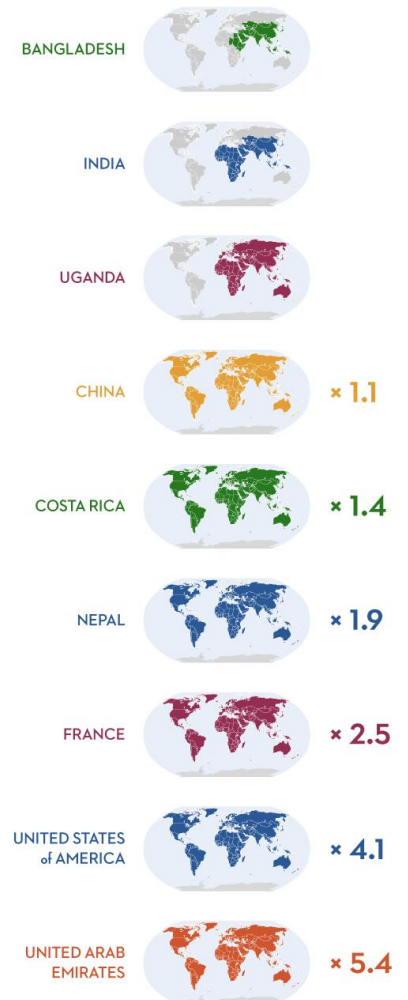 BANGLADESH
INDIA
UGANDA
CHINA
× 1.1
COSTA RICA
× 1.4
NEPAL
× 1.9
FRANCE
× 2.5
UNITED STATES
of AMERICA
× 4.1
UNITED ARAB
EMIRATES
× 5.4